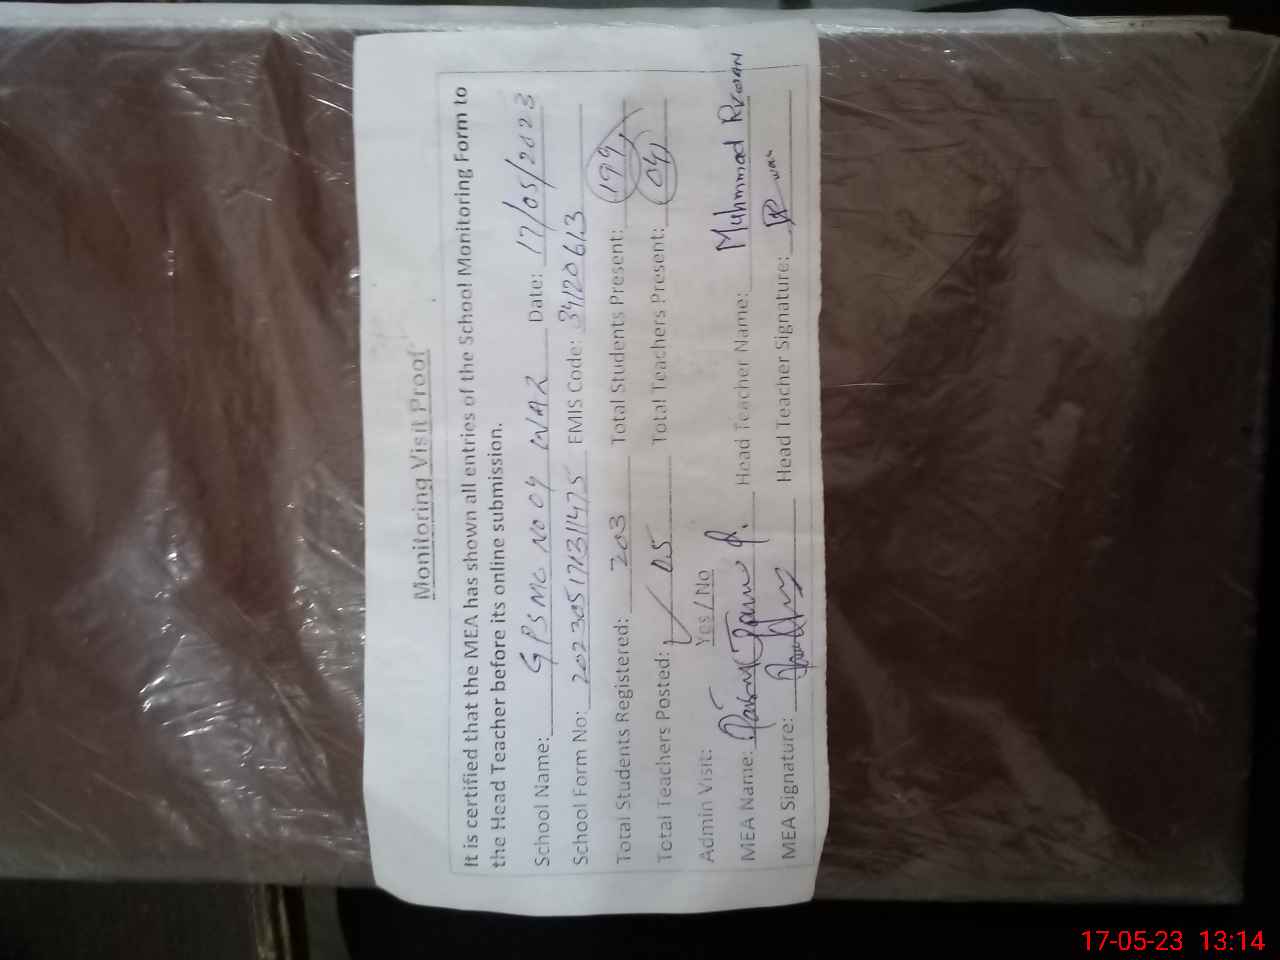 Monitoring Visit Proof
It is certified that the MEA has shown all entries of the School Monitoring Form to
the Head Teacher before its online submission.
School Name: GPS MC No 04 WAR Date: 17/05/2023
School Form No: 202305171311475 EMIS Code: 34120613
Total Students Registered: 203 Total Students Present: 199
Total Teachers Posted: 05 Total Teachers Present: 04
Admin Visit: Yes / No
MEA Name: Head Teacher Name: Muhmmad Rizwan
MEA Signature: Head Teacher Signature:
17-05-23 13:14